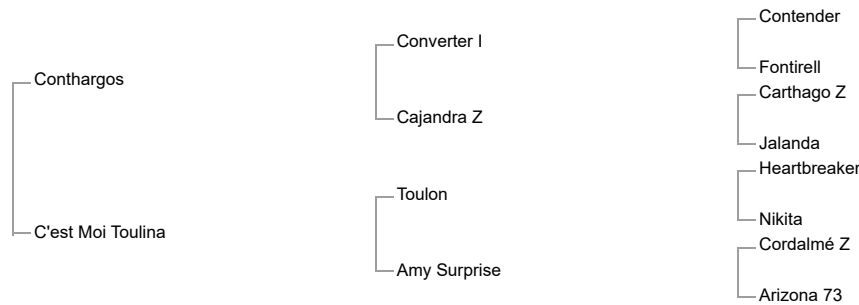 Contender
Converter I
Fontirell
Conthargos
Carthago Z
Cajandra Z
Jalanda
Heartbreaker
Toulon
Nikita
C'est Moi Toulina
Cordalmé Z
Amy Surprise
Arizona 73